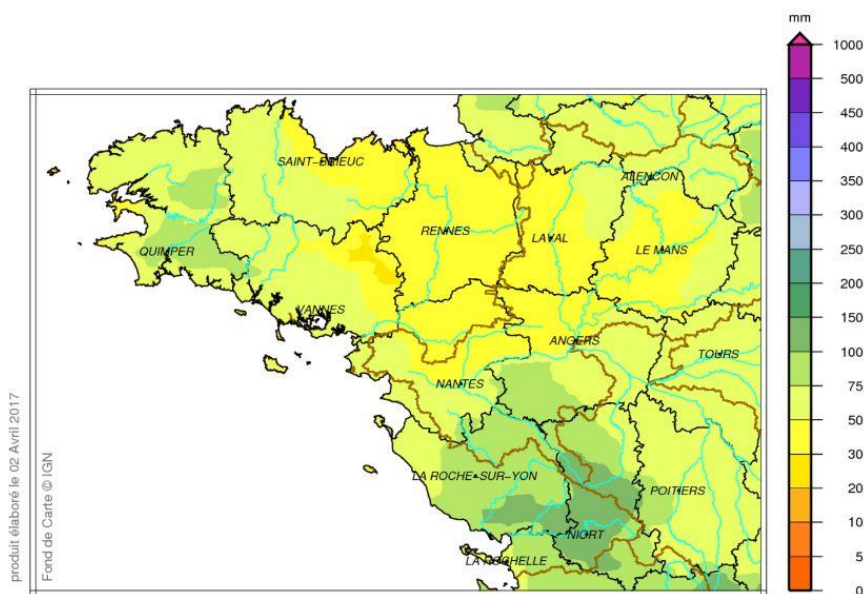 mm
1000
500
450
400
350
300
250
200
150
100
75
50
30
20
10
5
0
SAINT-BRIEUC
ALENCON
RENNES
LAVAL
LE MANS
QUIMPER
VANNES
ANGERS
TOURS
NANTES
LA ROCHE-SUR-YON
POITIERS
NIORT
LA ROCHELLE
produit élaboré le 02 Avril 2017
Fond de Carte © IGN